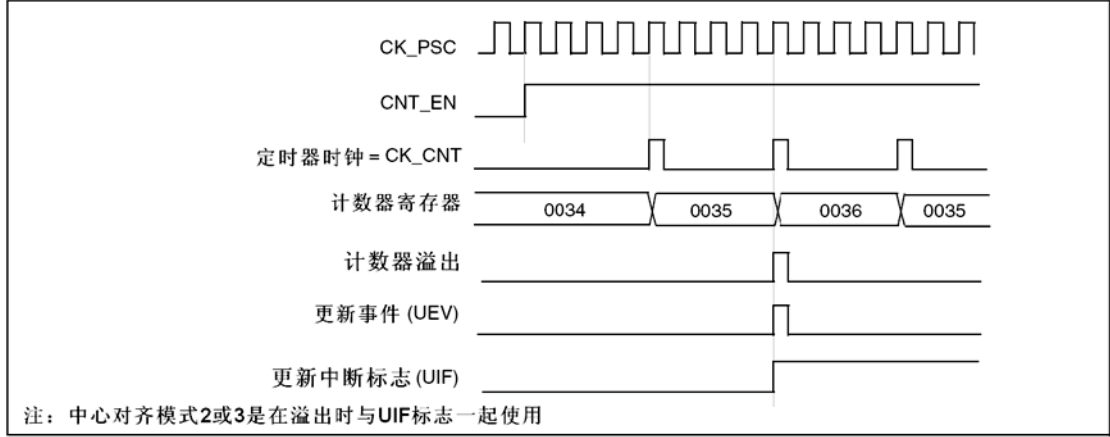 CK_PSC
CNT_EN
定时器时钟 = CK_CNT
计数器寄存器 0034 0035 0036 0035
计数器溢出
更新事件 (UEV)
更新中断标志 (UIF)
注：中心对齐模式2或3是在溢出时与UIF标志一起使用